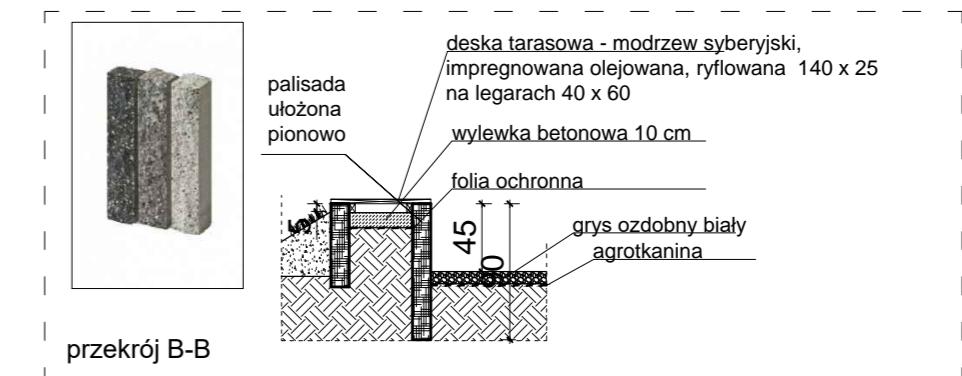 deska tarasowa - modrzew syberyjski,
impregnowana olejowana, ryflowana 140 x 25
na legarach 40 x 60
palisada
ułożona
pionowo
wylewka betonowa 10 cm
folia ochronna
grys ozdobny biały
agrotkanina
45
90
przekrój B-B